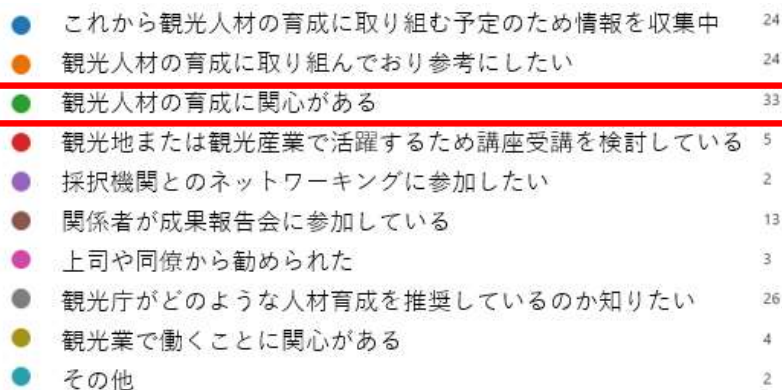 これから観光人材の育成に取り組む予定のため情報を収集中 24
観光人材の育成に取り組んでおり参考にしたい 24
観光人材の育成に関心がある 33
観光地または観光産業で活躍するため講座受講を検討している 5
採択機関とのネットワーキングに参加したい 2
関係者が成果報告会に参加している 13
上司や同僚から勧められた 3
観光庁がどのような人材育成を推奨しているのか知りたい 26
観光業で働くことに関心がある 4
その他 2